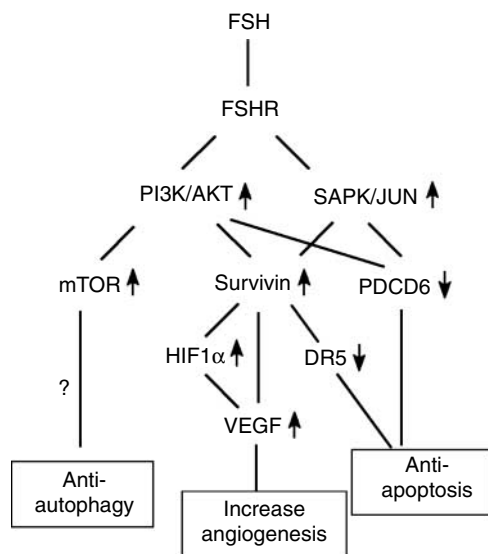 FSH
FSHR
PI3K/AKT
SAPK/JUN
mTOR
Survivin
PDCD6
HIF1α
DR5
?
VEGF
Anti-
autophagy
Increase
angiogenesis
Anti-
apoptosis